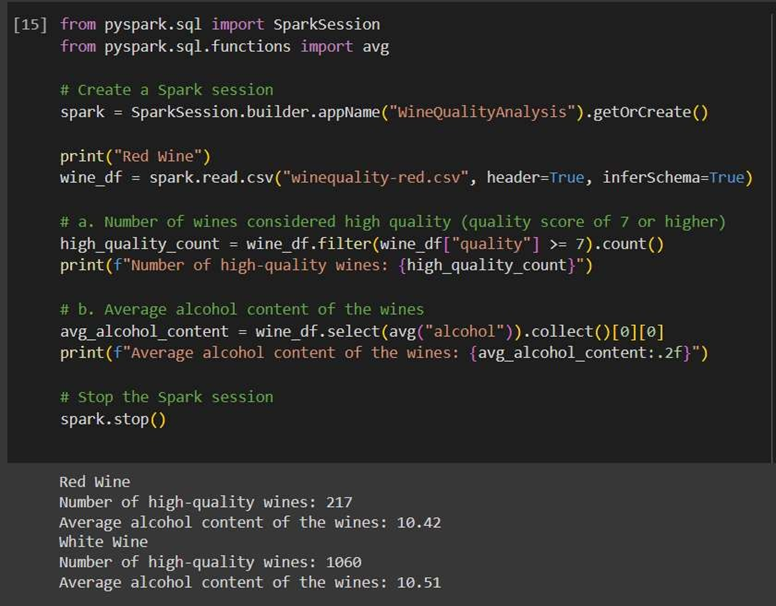 [15] from pyspark.sql import SparkSession
from pyspark.sql.functions import avg
# Create a Spark session
spark = SparkSession.builder.appName("WineQualityAnalysis").getOrCreate()
print("Red Wine")
wine_df = spark.read.csv("winequality-red.csv", header=True, inferSchema=True)
# a. Number of wines considered high quality (quality score of 7 or higher)
high_quality_count = wine_df.filter(wine_df["quality"] >= 7).count()
print(f"Number of high-quality wines: {high_quality_count}")
# b. Average alcohol content of the wines
avg_alcohol_content = wine_df.select(avg("alcohol")).collect()[0][0]
print(f"Average alcohol content of the wines: {avg_alcohol_content:.2f}")
# Stop the Spark session
spark.stop()
Red Wine
Number of high-quality wines: 217
Average alcohol content of the wines: 10.42
White Wine
Number of high-quality wines: 1060
Average alcohol content of the wines: 10.51